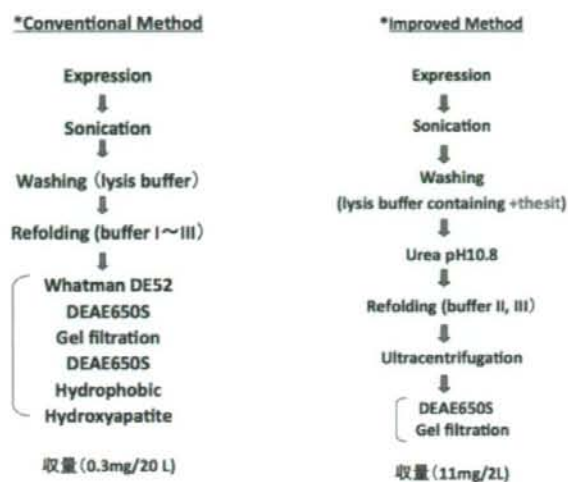 *Conventional Method
Expression
Sonication
Washing (lysis buffer)
Refolding (buffer I～III)
Whatman DE52
DEAE650S
Gel filtration
DEAE650S
Hydrophobic
Hydroxyapatite
収量(0.3mg/20 L)
*Improved Method
Expression
Sonication
Washing
(lysis buffer containing +thesit)
Urea pH10.8
Refolding (buffer II, III)
Ultracentrifugation
DEAE650S
Gel filtration
収量(11mg/2L)